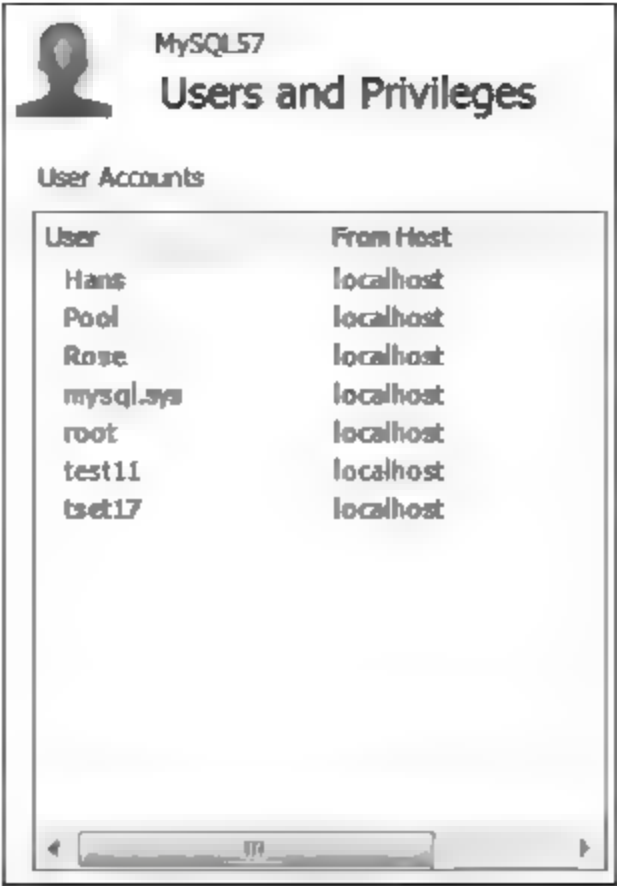 MySQL57
Users and Privileges
User Accounts
User From Host
Hans localhost
Pool localhost
Rose localhost
mysql.sys localhost
root localhost
test11 localhost
tset17 localhost